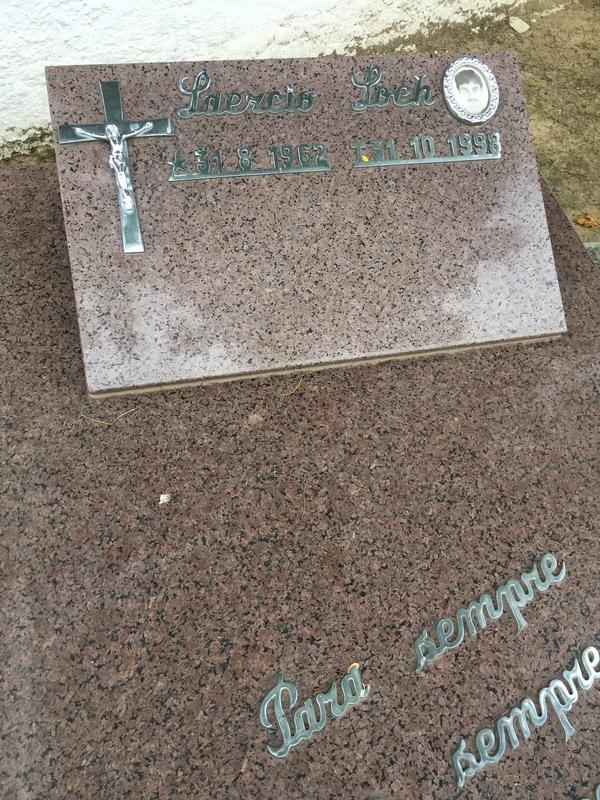 Laercio Loch
★31 8 1962 ✝31 10 1998
Para sempre
sempre